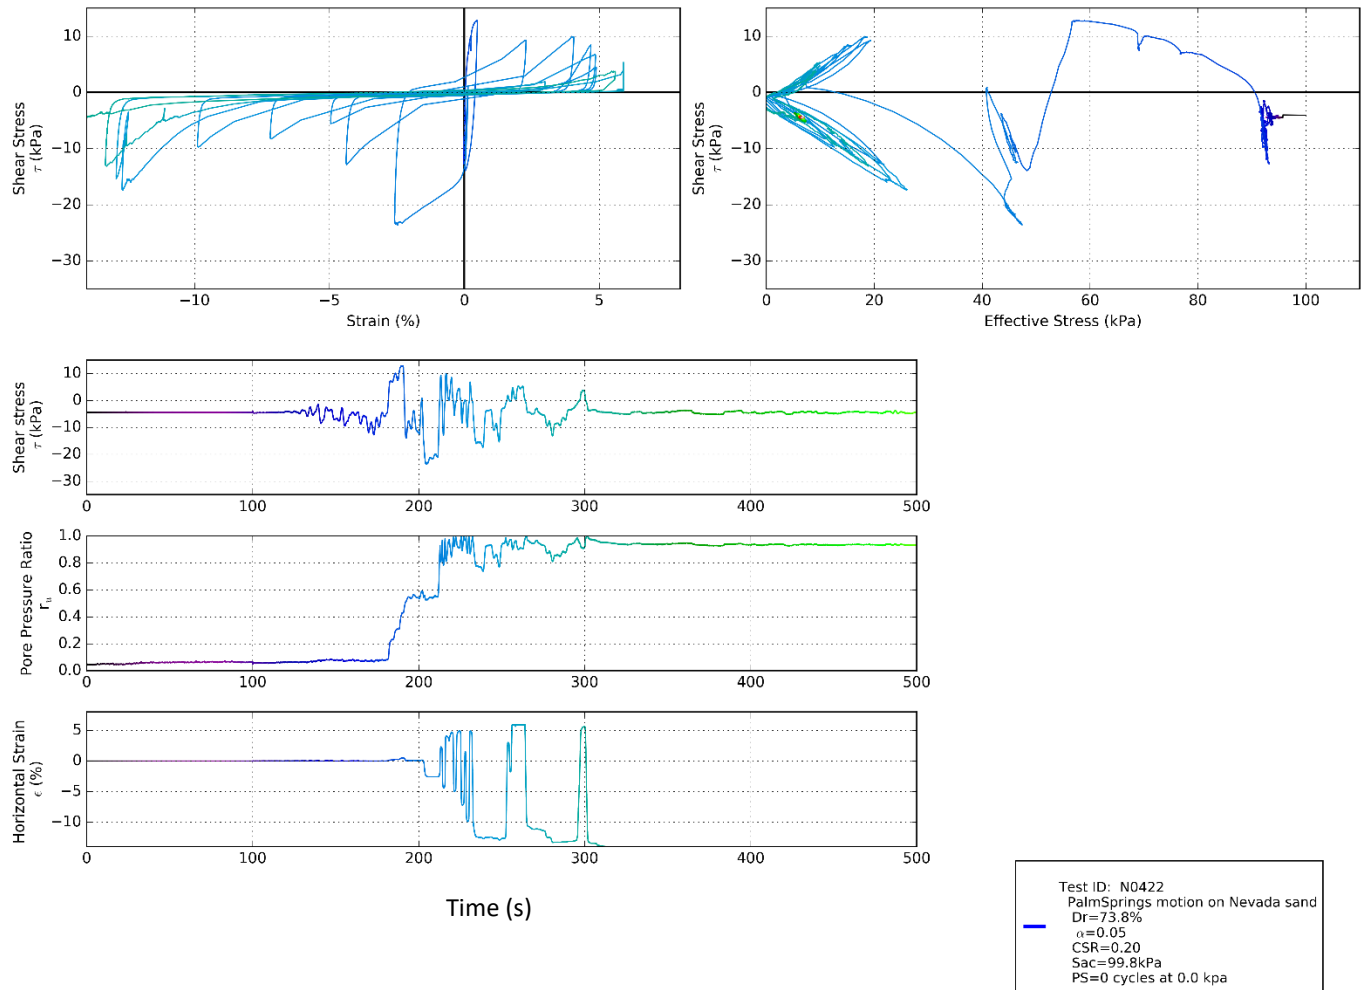 10
0
−10
−20
−30
Shear Stress
τ (kPa)
−10
−5
0
5
Strain (%)
10
0
−10
−20
−30
Shear Stress
τ (kPa)
0
20
40
60
80
100
Effective Stress (kPa)
10
0
−10
−20
−30
Shear stress
τ (kPa)
0
100
200
300
400
500
1.0
0.8
0.6
0.4
0.2
0.0
Pore Pressure Ratio
ru
0
100
200
300
400
500
5
0
−5
−10
Horizontal Strain
ϵ (%)
0
100
200
300
400
500
Time (s)
Test ID: N0422
PalmSprings motion on Nevada sand
Dr=73.8%
α=0.05
CSR=0.20
Sac=99.8kPa
PS=0 cycles at 0.0 kpa